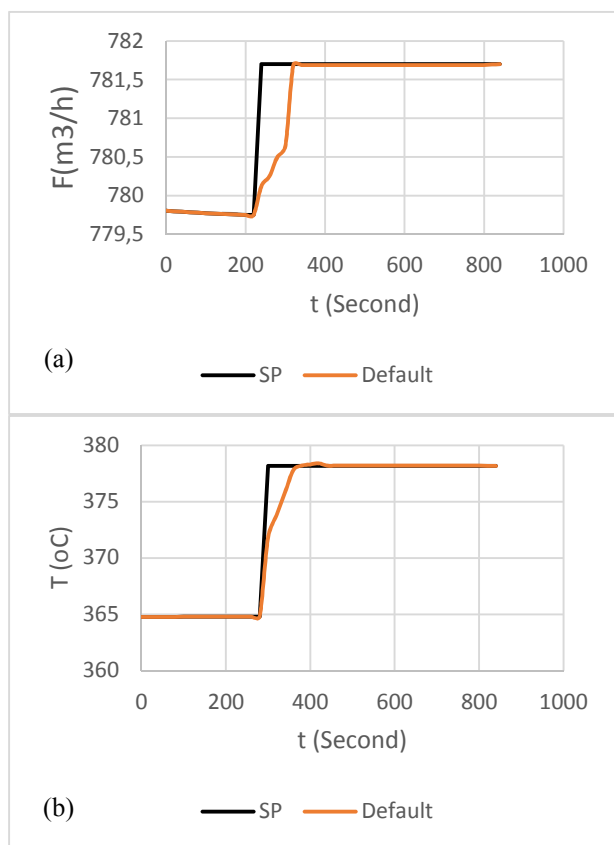 782
781,5
781
780,5
780
779,5
F(m3/h)
0 200 400 600 800 1000
t (Second)
(a)
SP Default
380
375
370
365
360
T (oC)
0 200 400 600 800 1000
t (Second)
(b)
SP Default